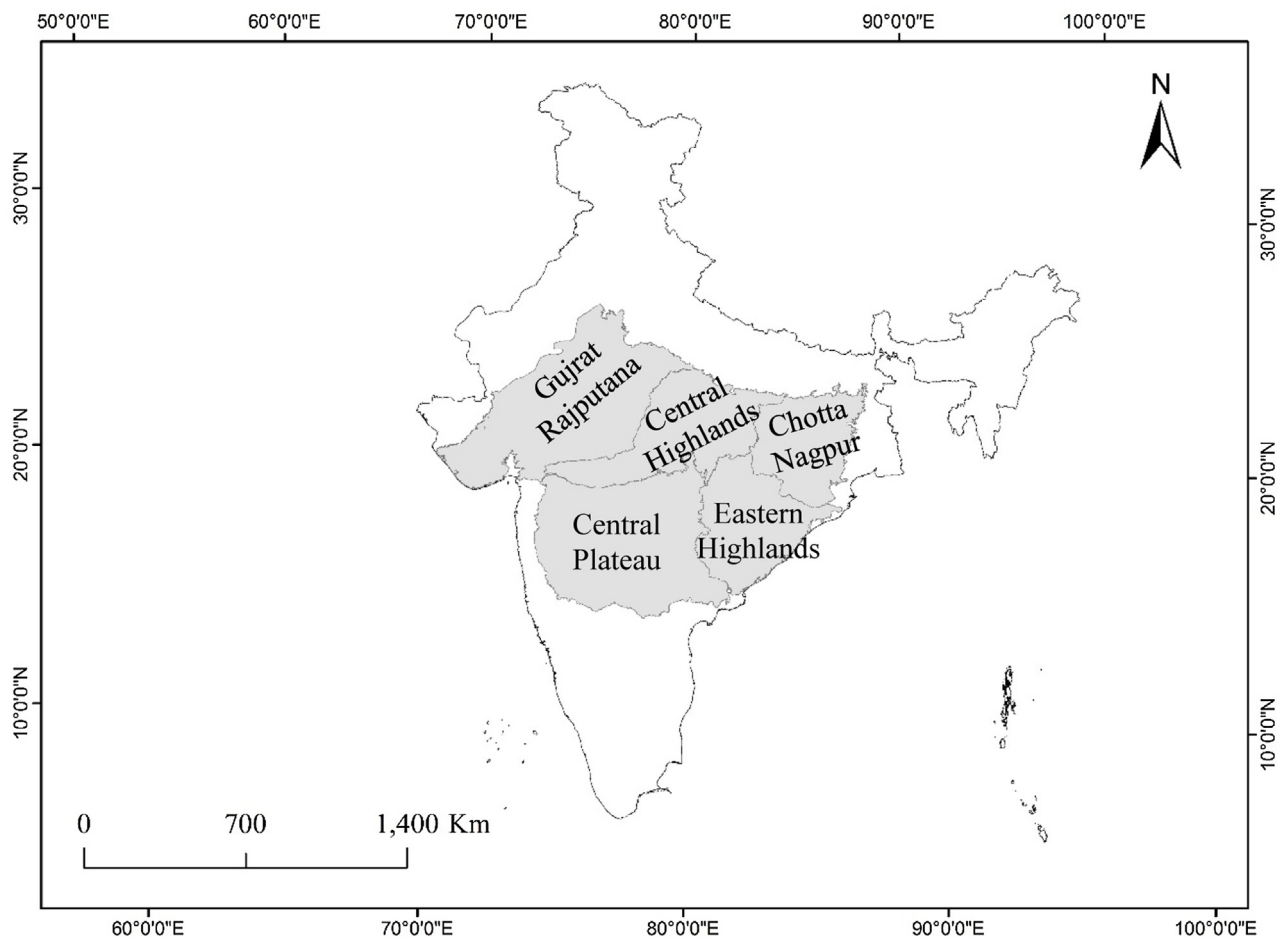 50°0'0"E 60°0'0"E 70°0'0"E 80°0'0"E 90°0'0"E 100°0'0"E
N
30°0'0"N
30°0'0"N
Gujrat
Rajputana
Central
Highlands
Chotta
Nagpur
20°0'0"N
20°0'0"N
Central
Plateau
Eastern
Highlands
10°0'0"N
10°0'0"N
0 700 1,400 Km
60°0'0"E 70°0'0"E 80°0'0"E 90°0'0"E 100°0'0"E